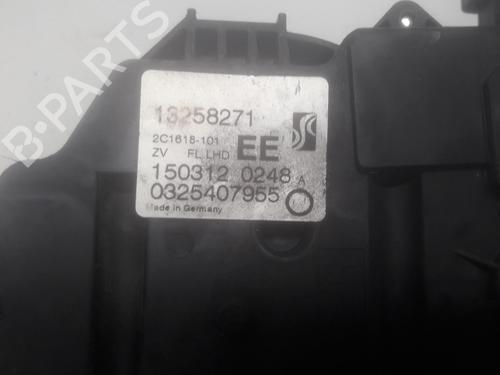 B-PARTS
13258271
2C1618-101
ZV FL LHD EE
150312 0248 A
0325407955
Made in Germany